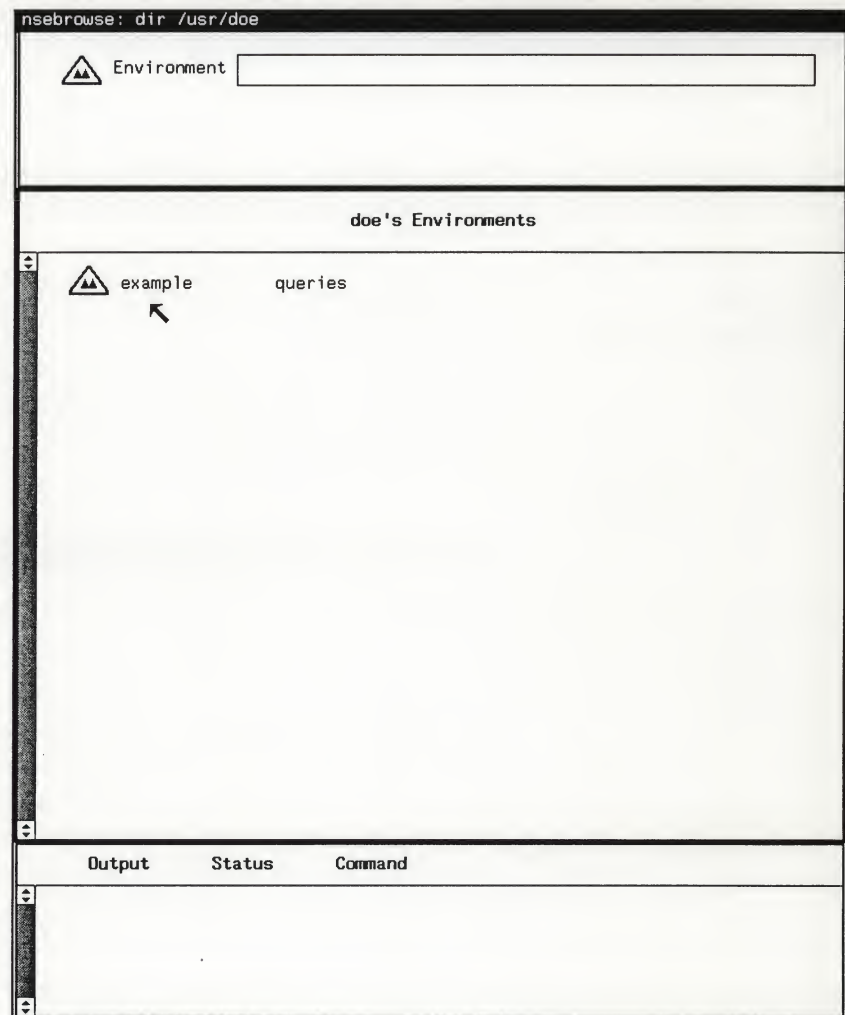 nsebrowse: dir /usr/doe
Environment
doe's Environments
example queries
Output Status Command